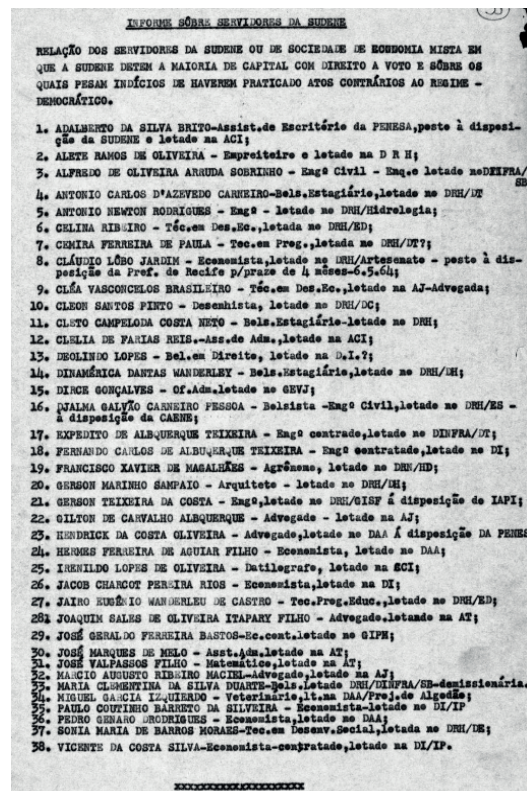 38
INFORME SÔBRE SERVIDORES DA SUDENE
RELAÇÃO DOS SERVIDORES DA SUDENE OU DE SOCIEDADE DE ECONOMIA MISTA EM
QUE A SUDENE DETEM A MAIORIA DE CAPITAL COM DIREITO A VOTO E SÔBRE OS
QUAIS PESAM INDÍCIOS DE HAVEREM PRATICADO ATOS CONTRÁRIOS AO REGIME -
DEMOCRÁTICO.
1. ADALBERTO DA SILVA BRITO-Assist.de Escritório da PENESA,posto à disposi-
ção da SUDENE e lotado na ACI;
2. ALETE RAMOS DE OLIVEIRA - Empreiteiro e lotado na D R H;
3. ALFREDO DE OLIVEIRA ARRUDA SOBRINHO - Engº Civil - Enq.e lotado noDINFRA/
SB
4. ANTONIO CARLOS D'AZEVEDO CARNEIRO-Bols.Estagiário,lotado no DRH/DT
5. ANTONIO NEWTON RODRIGUES - Engº - lotado no DRH/Hidrologia;
6. CELINA RIBEIRO - Téc.em Des.Ec.,lotada no DRH/ED;
7. CEMIRA FERREIRA DE PAULA - Tec.em Prog.,lotada no DRH/DT?;
8. CLÁUDIO LÔBO JARDIM - Economista,lotado no DRH/Artesanato - posto à dis-
posição da Pref. do Recife p/prazo de 4 mêses-6.5.64;
9. CLÉA VASCONCELOS BRASILEIRO - Téc.em Des.Ec.,lotado na AJ-Advogada;
10. CLEON SANTOS PINTO - Desenhista, lotado no DRH/DC;
11. CLETO CAMPELODA COSTA NETO - Bols.Estagiário-lotado no DRH;
12. CLELIA DE FARIAS REIS.-Ass.de Adm.,lotado na ACI;
13. DEOLINDO LOPES - Bel.em Direito, lotado na D.I.?;
14. DINAMÉRICA DANTAS WANDERLEY - Bols.Estagiário,lotado no DRH/DH;
15. DIRCE GONÇALVES - Of.Adm.lotado no GEVJ;
16. DJALMA GALVÃO CARNEIRO PESSOA - Bolsista -Engº Civil,lotado no DRH/ES -
à disposição da CAENE;
17. EXPEDITO DE ALBUQUERQUE TEIXEIRA - Engº contrado,lotado no DINFRA/DT;
18. FERNANDO CARLOS DE ALBUQUERQUE TEIXEIRA - Engº contratado,lotado no DI;
19. FRANCISCO XAVIER DE MAGALHÃES - Agrônomo, lotado no DRN/HD;
20. GERSON MARINHO SAMPAIO - Arquiteto - lotado no DRH/DH;
21. GERSON TEIXEIRA DA COSTA - Engº,lotado no DRH/GISF à disposição do IAPI;
22. GILTON DE CARVALHO ALBQUERQUE - Advogado - lotado na AJ;
23. HENDRICK DA COSTA OLIVEIRA - Advogado,lotado no DAA À disposição DA PENES
24. HERMES FERREIRA DE AGUIAR FILHO - Economista, lotado no DAA;
25. IRENILDO LOPES DE OLIVEIRA - Datilografo, lotado na SCI;
26. JACOB CHARCOT PEREIRA RIOS - Economista,lotado na DI;
27. JAIRO EUGÊNIO WANDERLEU DE CASTRO - Tec.Prog.Educ.,lotado no DRH/ED;
281 JOAQUIM SALES DE OLIVEIRA ITAPARY FILHO - Advogado,lotando na AT;
29. JOSÉ GERALDO FERREIRA BASTOS-Ec.cont.lotado no GIPH;
30. JOSÉ MARQUES DE MELO - Asst.Adm.lotado na AT;
31. JOSÉ VALPASSOS FILHO - Matemático,lotado na AT;
32. MARCIO AUGUSTO RIBEIRO MACIEL-Advogado,lotado na AJ;
33. MARIA CLEMENTINA DA SILVA DUARTE-Bols.lotado DRH/DINFRA/SB-demissionária.
34. MIGUEL GARCIA IZQUIERDO - Veterinário,lt.na DAA/Proj.do Algodão;
35. PAULO COUTINHO BARRETO DA SILVEIRA - Economista-lotado no DI/IP
36. PEDRO GENARO DRODRIGUES - Economista,lotado no DAA;
37. SONIA MARIA DE BARROS MORAES-Tec.em Desenv.Social,lotada no DRH/DE;
38. VICENTE DA COSTA SILVA-Economista-contratado,lotado na DI/IP.
xxxxxxxxxxxxxxxxxxxxxxx